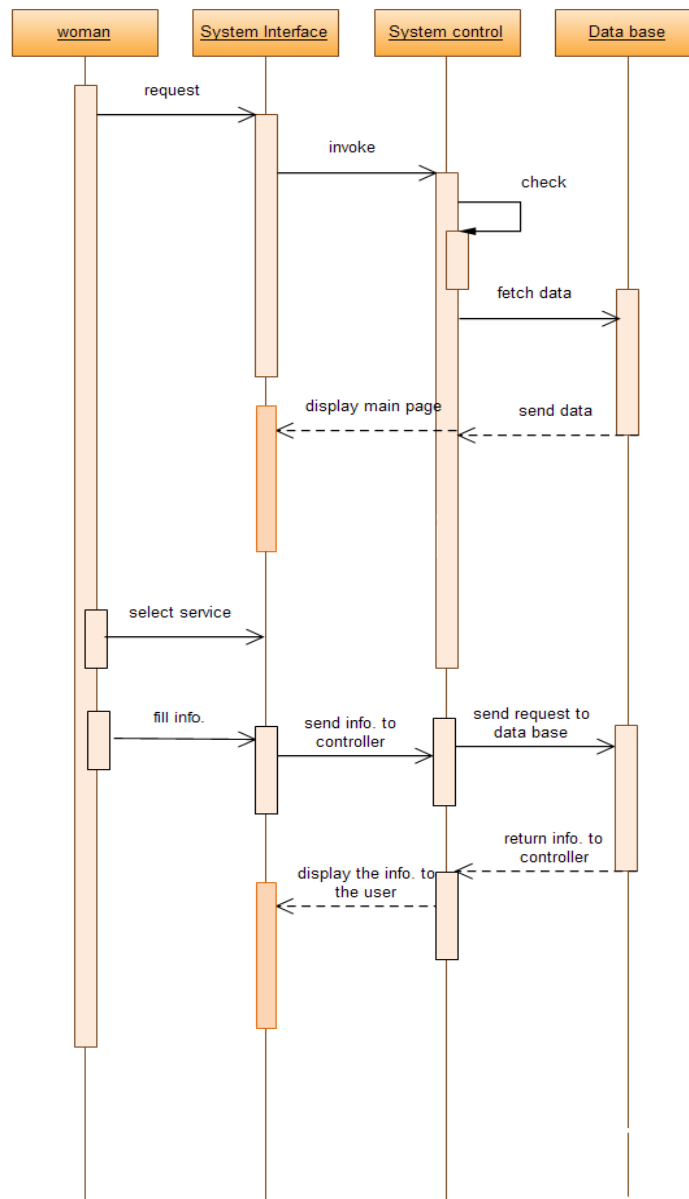 woman
System Interface
System control
Data base
request
invoke
check
fetch data
display main page
send data
select service
fill info.
send info. to
controller
send request to
data base
return info. to
controller
display the info. to
the user